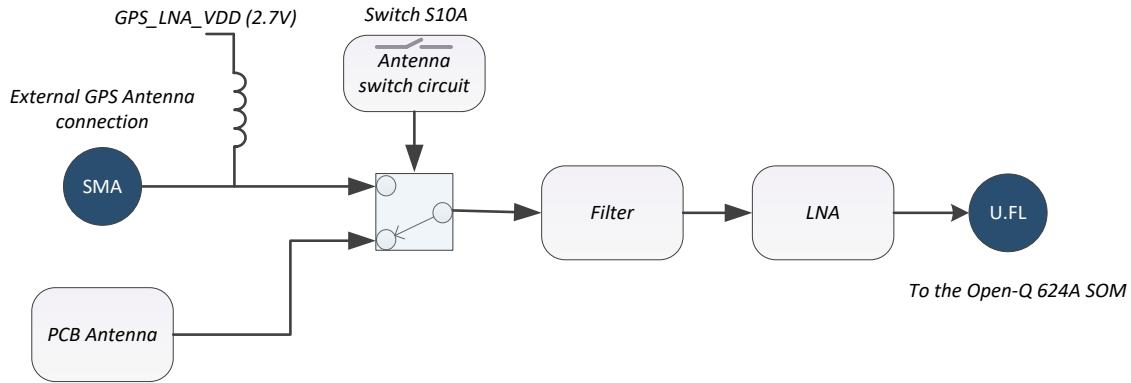 GPS_LNA_VDD (2.7V)
Switch S10A
Antenna
switch circuit
External GPS Antenna
connection
SMA
Filter
LNA
U.FL
To the Open-Q 624A SOM
PCB Antenna